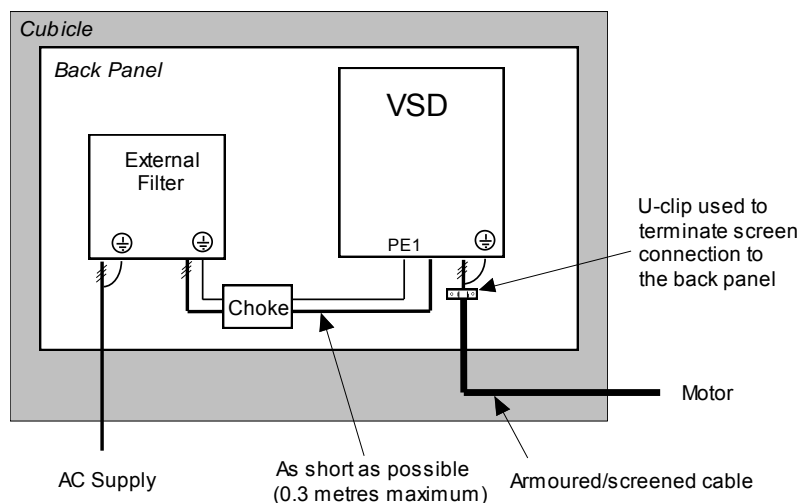 Cubicle
Back Panel
VSD
External
Filter
PE1
Choke
U-clip used to
terminate screen
connection to
the back panel
Motor
AC Supply
As short as possible
(0.3 metres maximum)
Armoured/screened cable